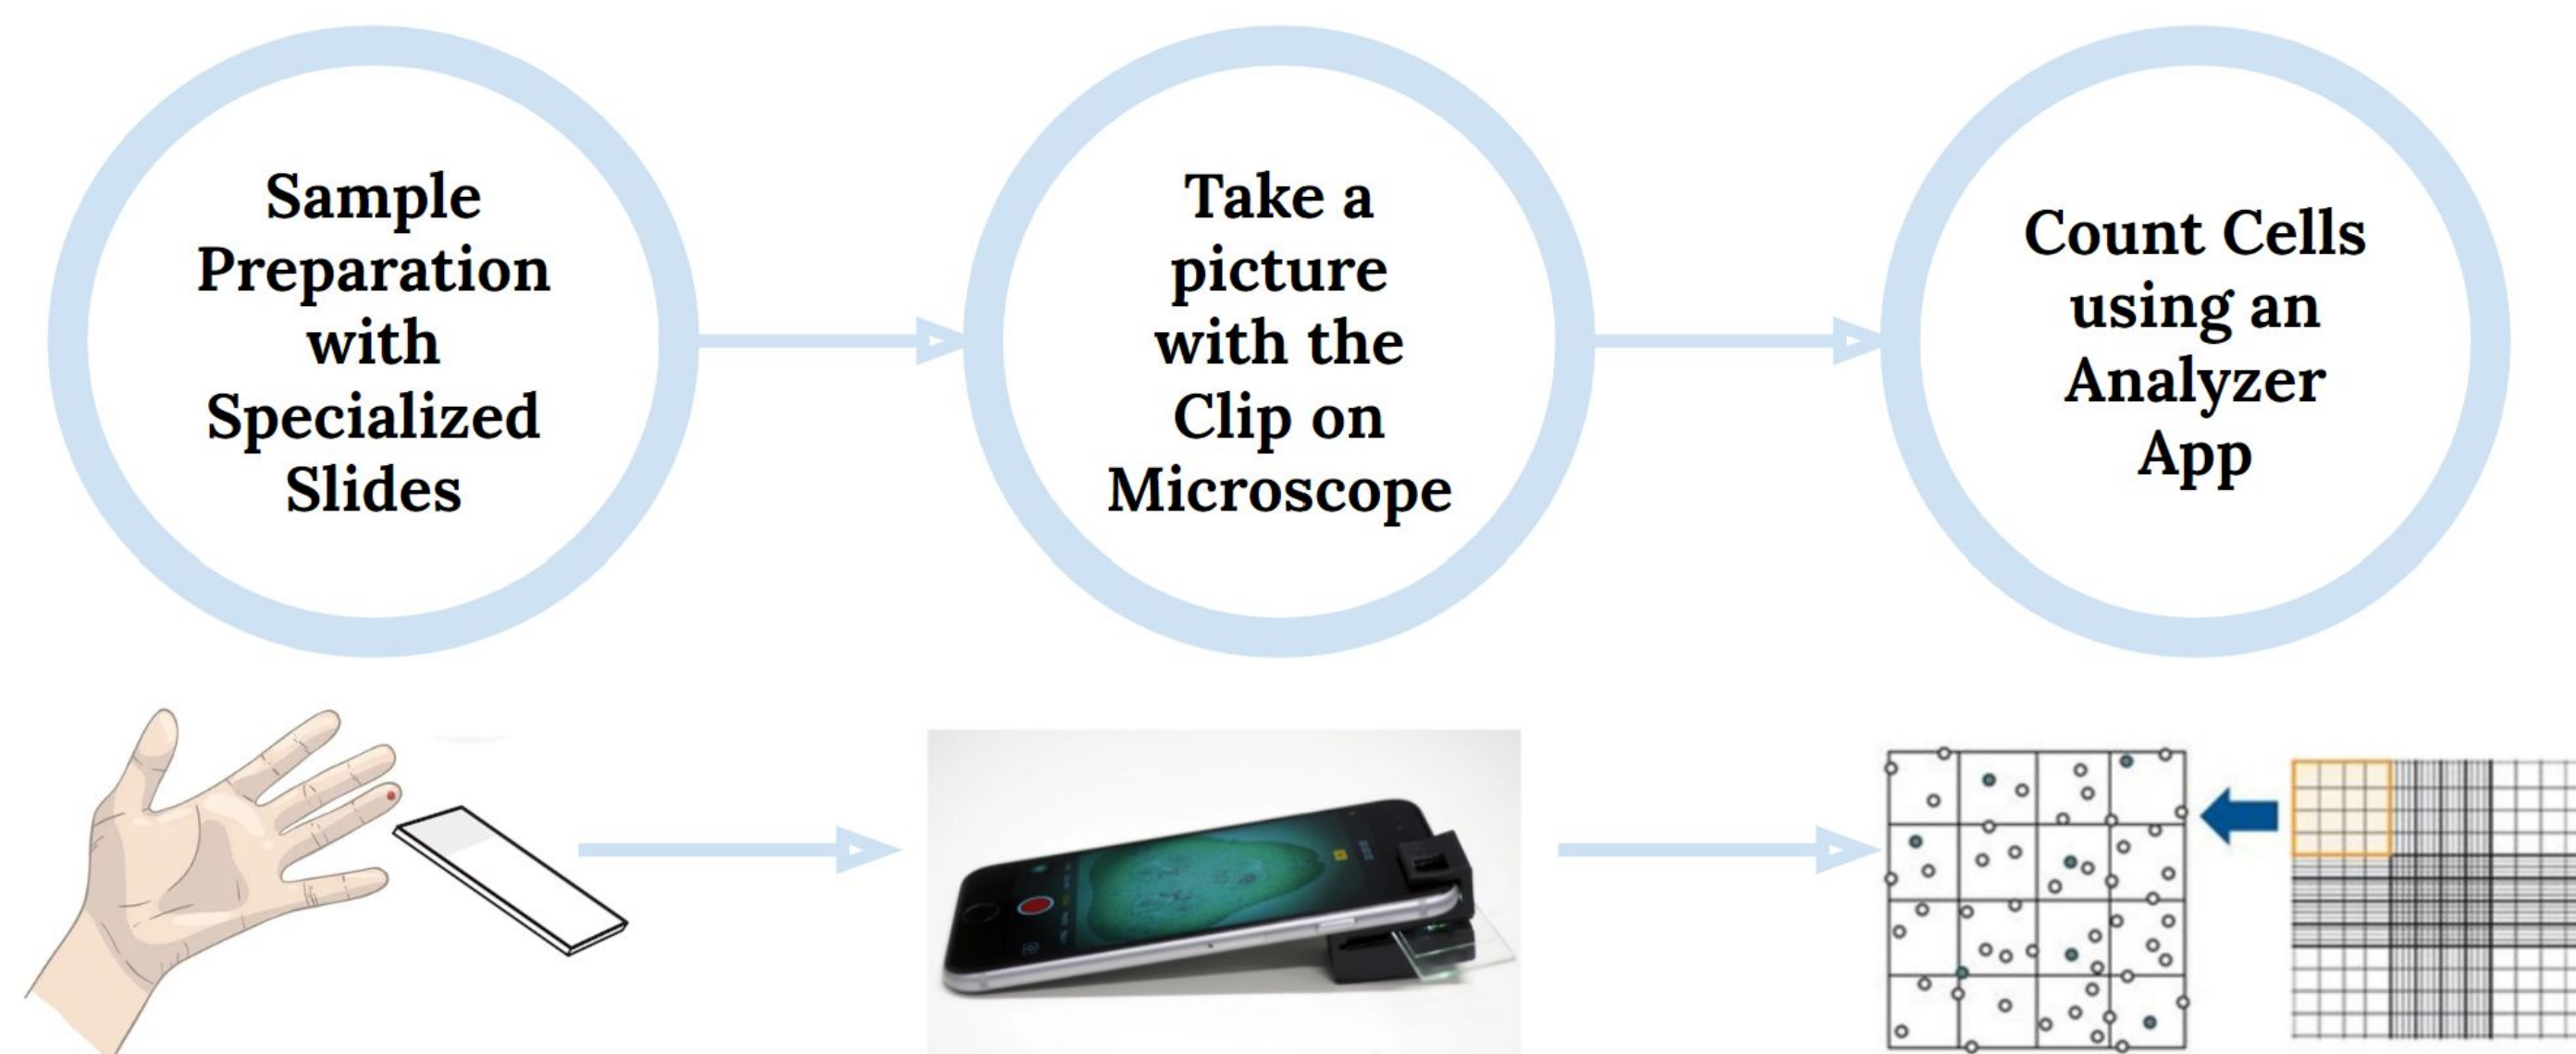 Sample
Preparation
with
Specialized
Slides
Take a
picture
with the
Clip on
Microscope
Count Cells
using an
Analyzer
App